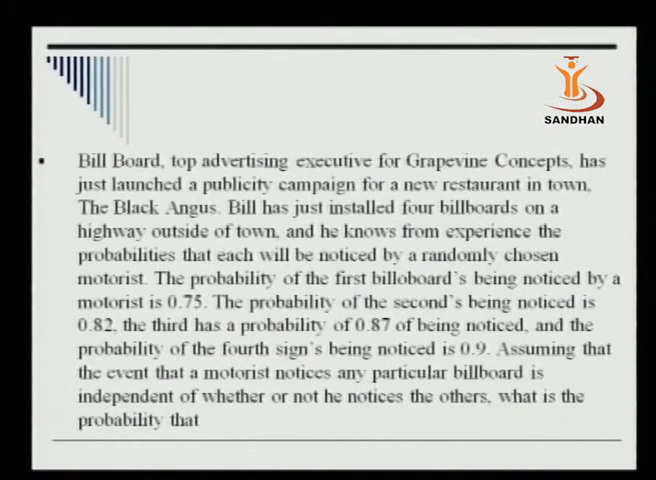 SANDHAN
• Bill Board, top advertising executive for Grapevine Concepts, has
just launched a publicity campaign for a new restaurant in town,
The Black Angus. Bill has just installed four billboards on a
highway outside of town, and he knows from experience the
probabilities that each will be noticed by a randomly chosen
motorist. The probability of the first billoboard's being noticed by a
motorist is 0.75. The probability of the second's being noticed is
0.82, the third has a probability of 0.87 of being noticed, and the
probability of the fourth sign's being noticed is 0.9. Assuming that
the event that a motorist notices any particular billboard is
independent of whether or not he notices the others, what is the
probability that